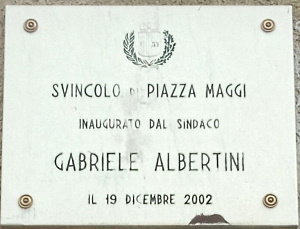 SVINCOLO di PIAZZA MAGGI
INAUGURATO DAL SINDACO
GABRIELE ALBERTINI
IL 19 DICEMBRE 2002